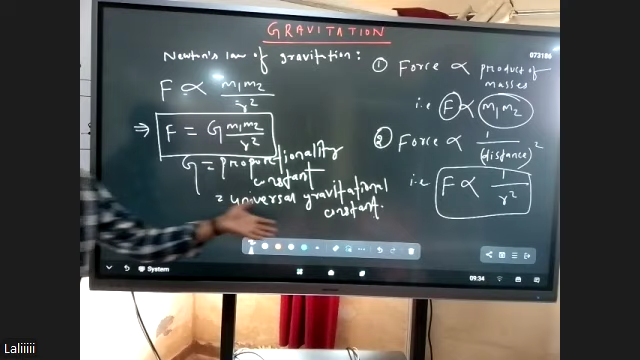 GRAVITATION
Newton's law of gravitation:
F ∝ m₁m₂ / r²
⇒ F = G m₁m₂ / r²
G = proportionality
constant
= universal gravitational
constant.
① Force ∝ product of
masses
i.e F ∝ m₁m₂
② Force ∝ 1 / (distance)²
i.e F ∝ 1 / r²
073186
System
09:34
Laliiiii